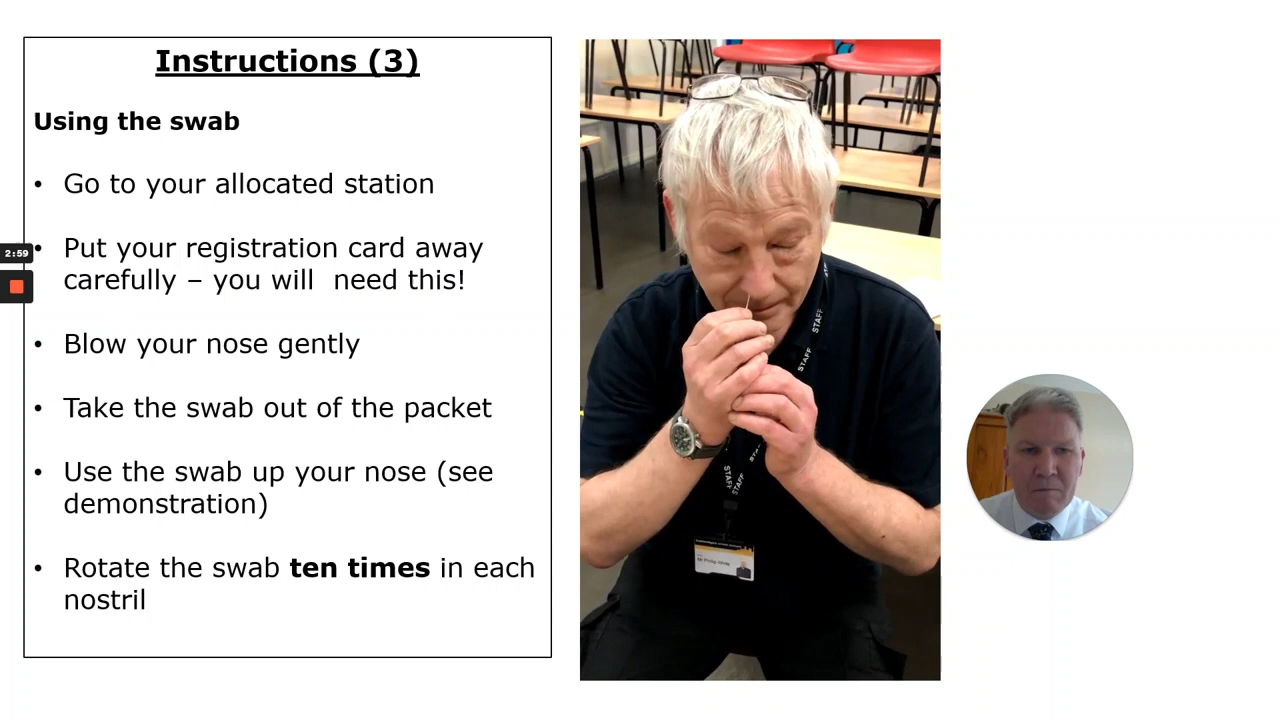 Instructions (3)
Using the swab
• Go to your allocated station
• Put your registration card away
carefully – you will  need this!
• Blow your nose gently
• Take the swab out of the packet
• Use the swab up your nose (see
demonstration)
• Rotate the swab ten times in each
nostril
2:59
STAFF
STAFF
STAFF
STAFF